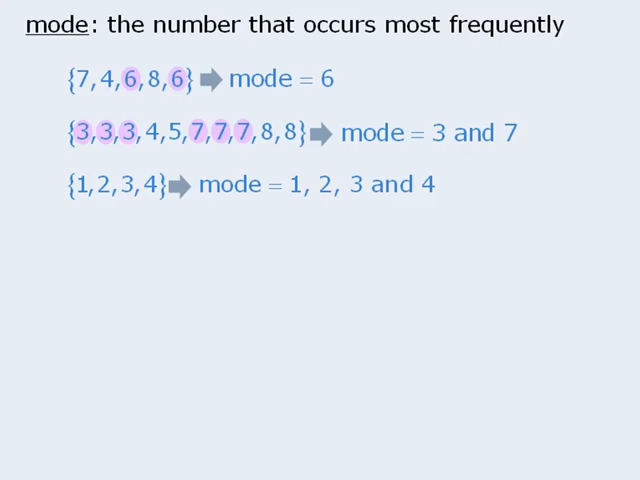 mode: the number that occurs most frequently
{7,4,6,8,6} mode = 6
{3,3,3,4,5,7,7,7,8,8} mode = 3 and 7
{1,2,3,4} mode = 1, 2, 3 and 4